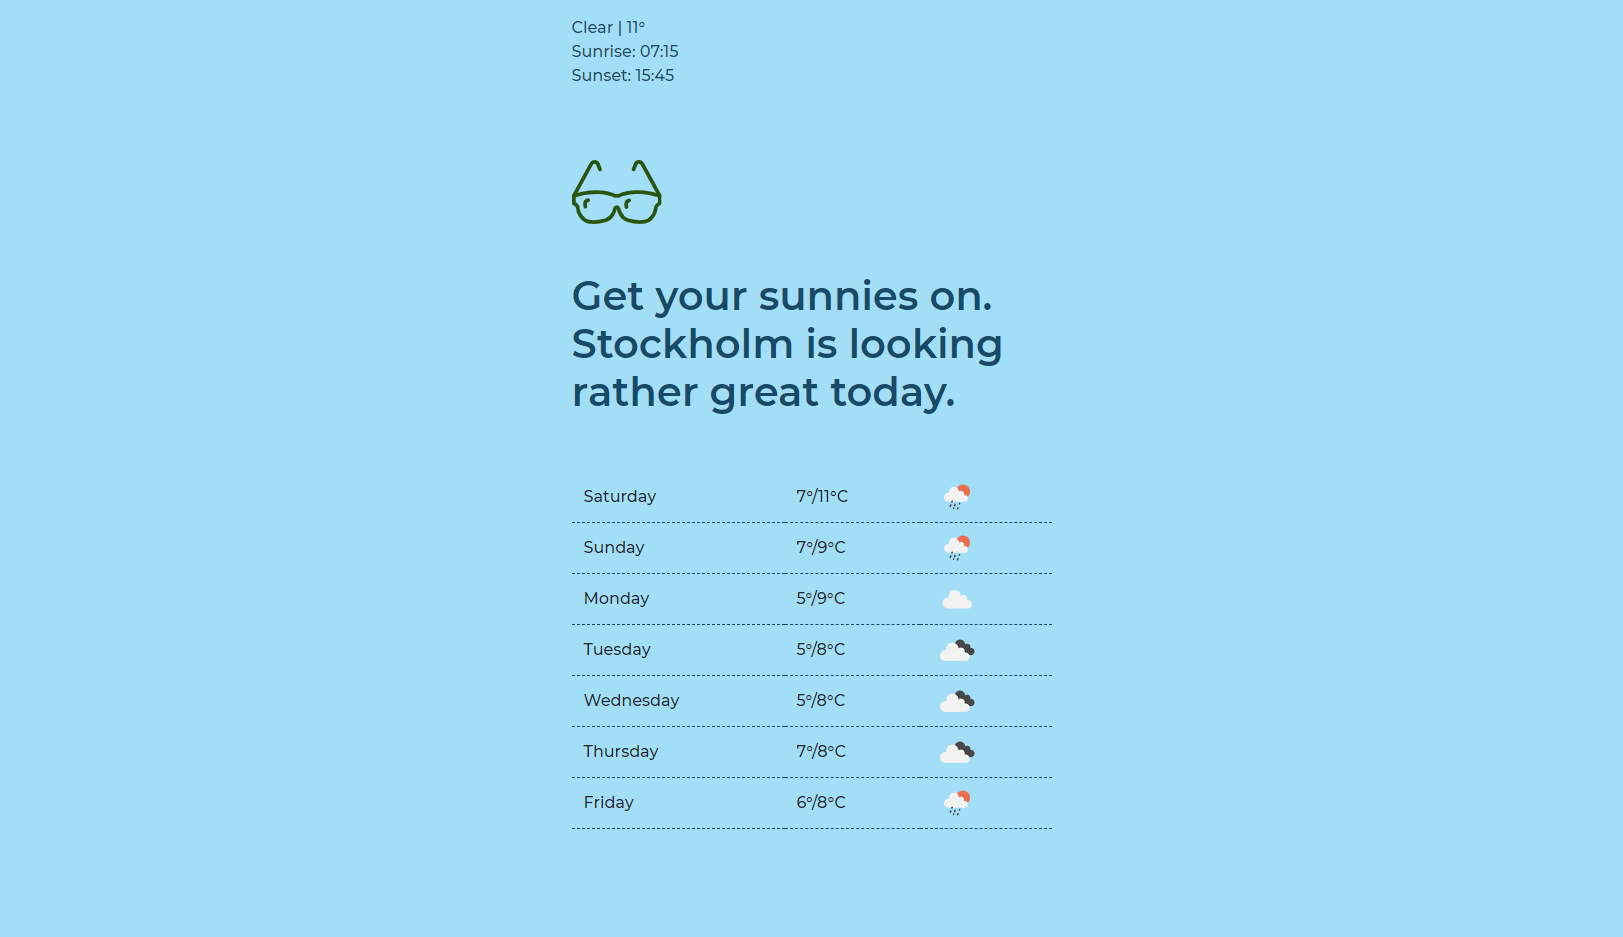 Clear | 11°
Sunrise: 07:15
Sunset: 15:45
Get your sunnies on.
Stockholm is looking
rather great today.
Saturday 7°/11°C
Sunday 7°/9°C
Monday 5°/9°C
Tuesday 5°/8°C
Wednesday 5°/8°C
Thursday 7°/8°C
Friday 6°/8°C